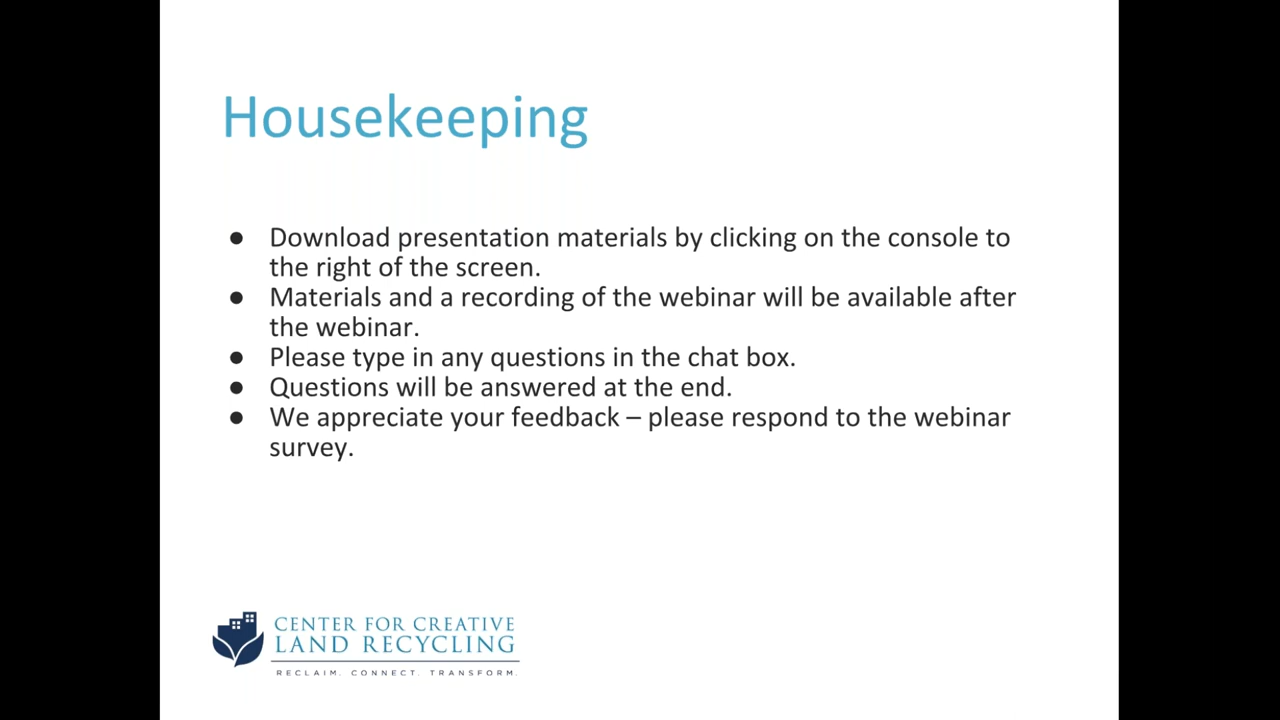 Housekeeping
● Download presentation materials by clicking on the console to
the right of the screen.
● Materials and a recording of the webinar will be available after
the webinar.
● Please type in any questions in the chat box.
● Questions will be answered at the end.
● We appreciate your feedback – please respond to the webinar
survey.
CENTER FOR CREATIVE
LAND RECYCLING
RECLAIM. CONNECT. TRANSFORM.